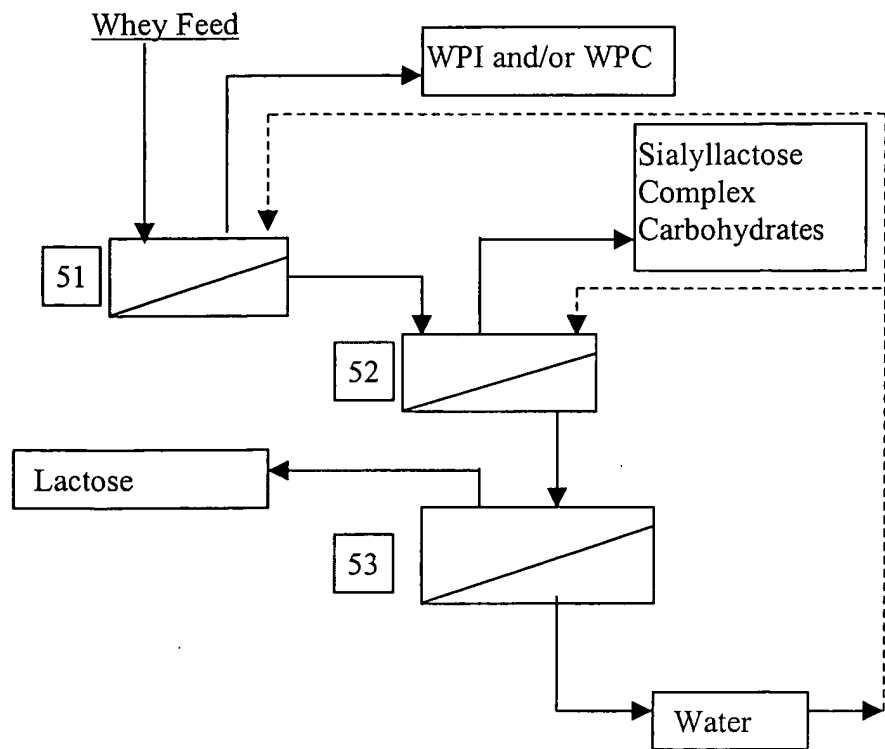 Whey Feed
WPI and/or WPC
Sialyllactose
Complex
Carbohydrates
51
52
Lactose
53
Water